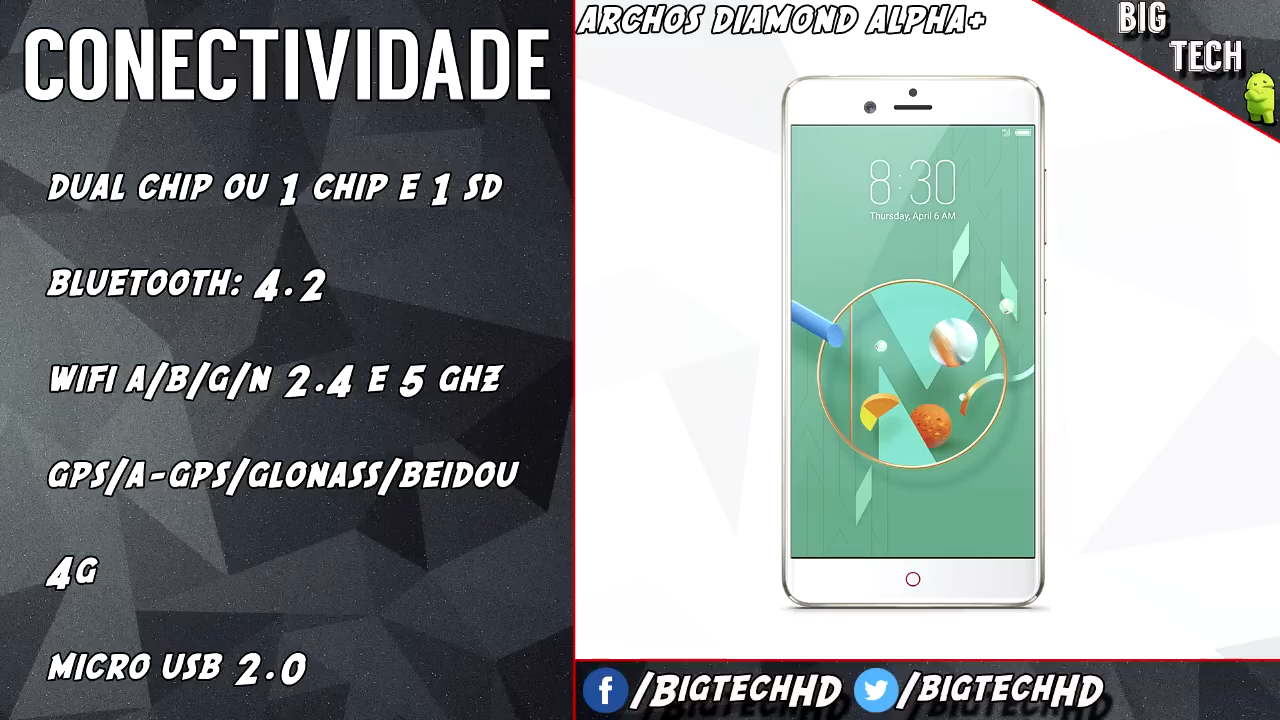 CONECTIVIDADE
DUAL CHIP OU 1 CHIP E 1 SD
BLUETOOTH: 4.2
WIFI A/B/G/N 2.4 E 5 GHZ
GPS/A-GPS/GLONASS/BEIDOU
4G
MICRO USB 2.0
ARCHOS DIAMOND ALPHA+
BIG
TECH
8:30
Thursday, April 6 AM
/BIGTECHHD
/BIGTECHHD